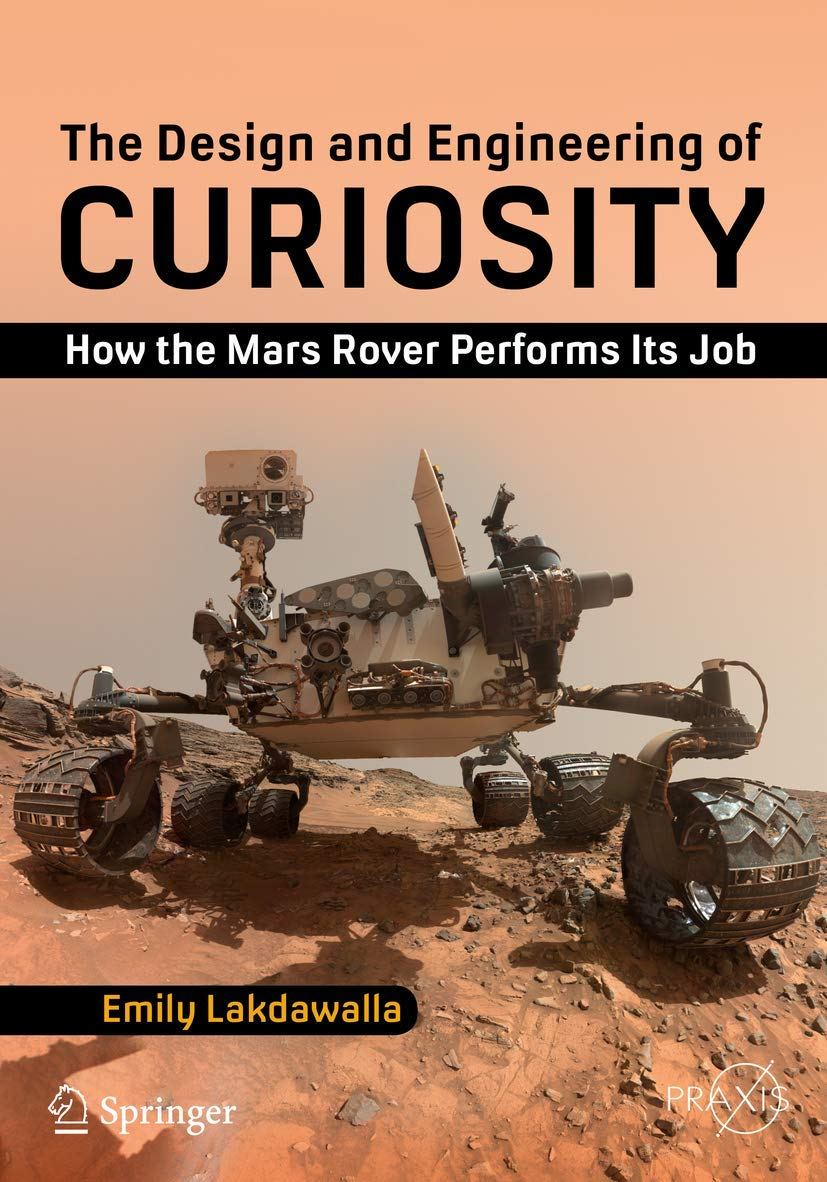 The Design and Engineering of
CURIOSITY
How the Mars Rover Performs Its Job
Emily Lakdawalla
Springer
PRAXIS